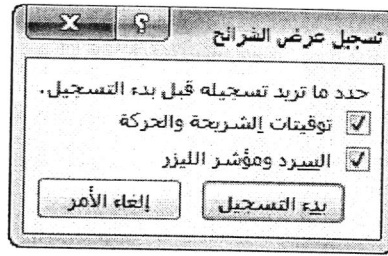 تسجيل عرض الشرائح
حدد ما تريد تسجيله قبل بدء التسجيل.
توقيتات الشريحة والحركة
السرد ومؤشر الليزر
بدء التسجيل
إلغاء الأمر